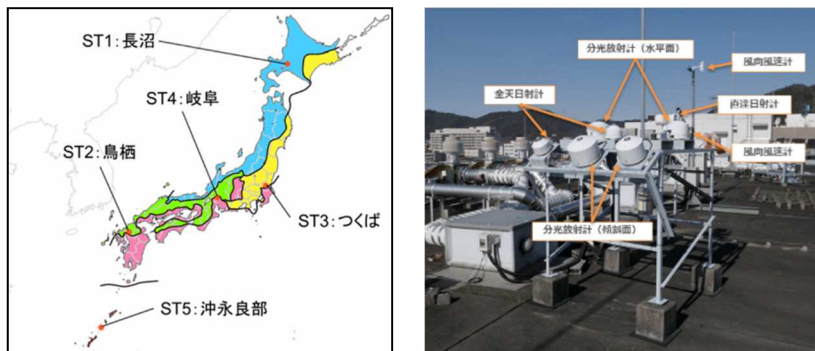 ST1：長沼
ST4：岐阜
ST2：鳥栖
ST3：つくば
ST5：沖永良部
分光放射計（水平面）
風向風速計
全天日射計
直達日射計
風向風速計
分光放射計（傾斜面）